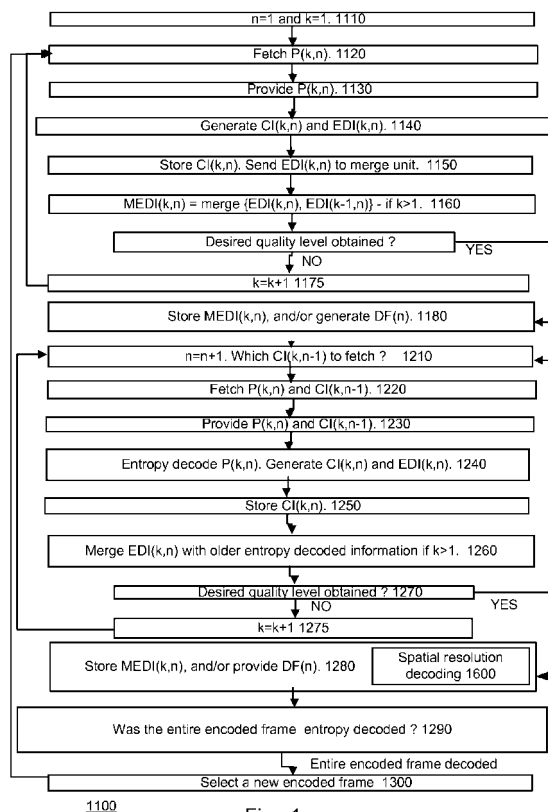 n=1 and k=1. 1110
Fetch P(k,n). 1120
Provide P(k,n). 1130
Generate CI(k,n) and EDI(k,n). 1140
Store CI(k,n). Send EDI(k,n) to merge unit. 1150
MEDI(k,n) = merge {EDI(k,n), EDI(k-1,n)} - if k>1. 1160
Desired quality level obtained ?
YES
NO
k=k+1 1175
Store MEDI(k,n), and/or generate DF(n). 1180
n=n+1. Which CI(k,n-1) to fetch ? 1210
Fetch P(k,n) and CI(k,n-1). 1220
Provide P(k,n) and CI(k,n-1). 1230
Entropy decode P(k,n). Generate CI(k,n) and EDI(k,n). 1240
Store CI(k,n). 1250
Merge EDI(k,n) with older entropy decoded information if k>1. 1260
Desired quality level obtained ? 1270
NO
YES
k=k+1 1275
Store MEDI(k,n), and/or provide DF(n). 1280
Spatial resolution
decoding 1600
Was the entire encoded frame entropy decoded ? 1290
Entire encoded frame decoded
Select a new encoded frame 1300
1100